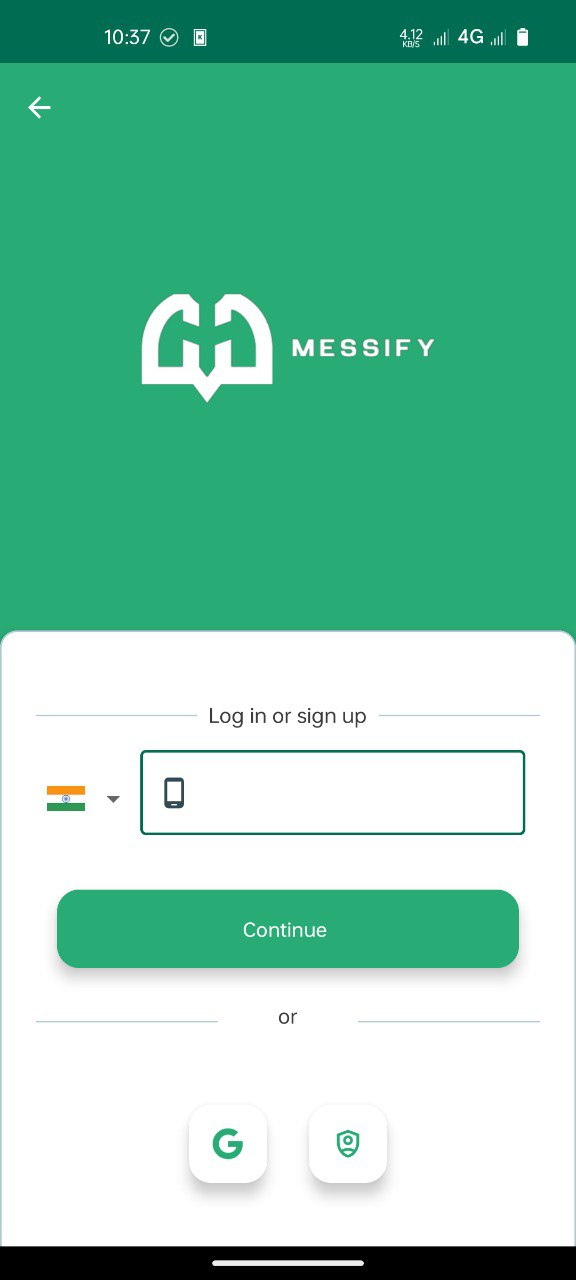 10:37
4.12
KB/S
4G
MESSIFY
Log in or sign up
Continue
or
G